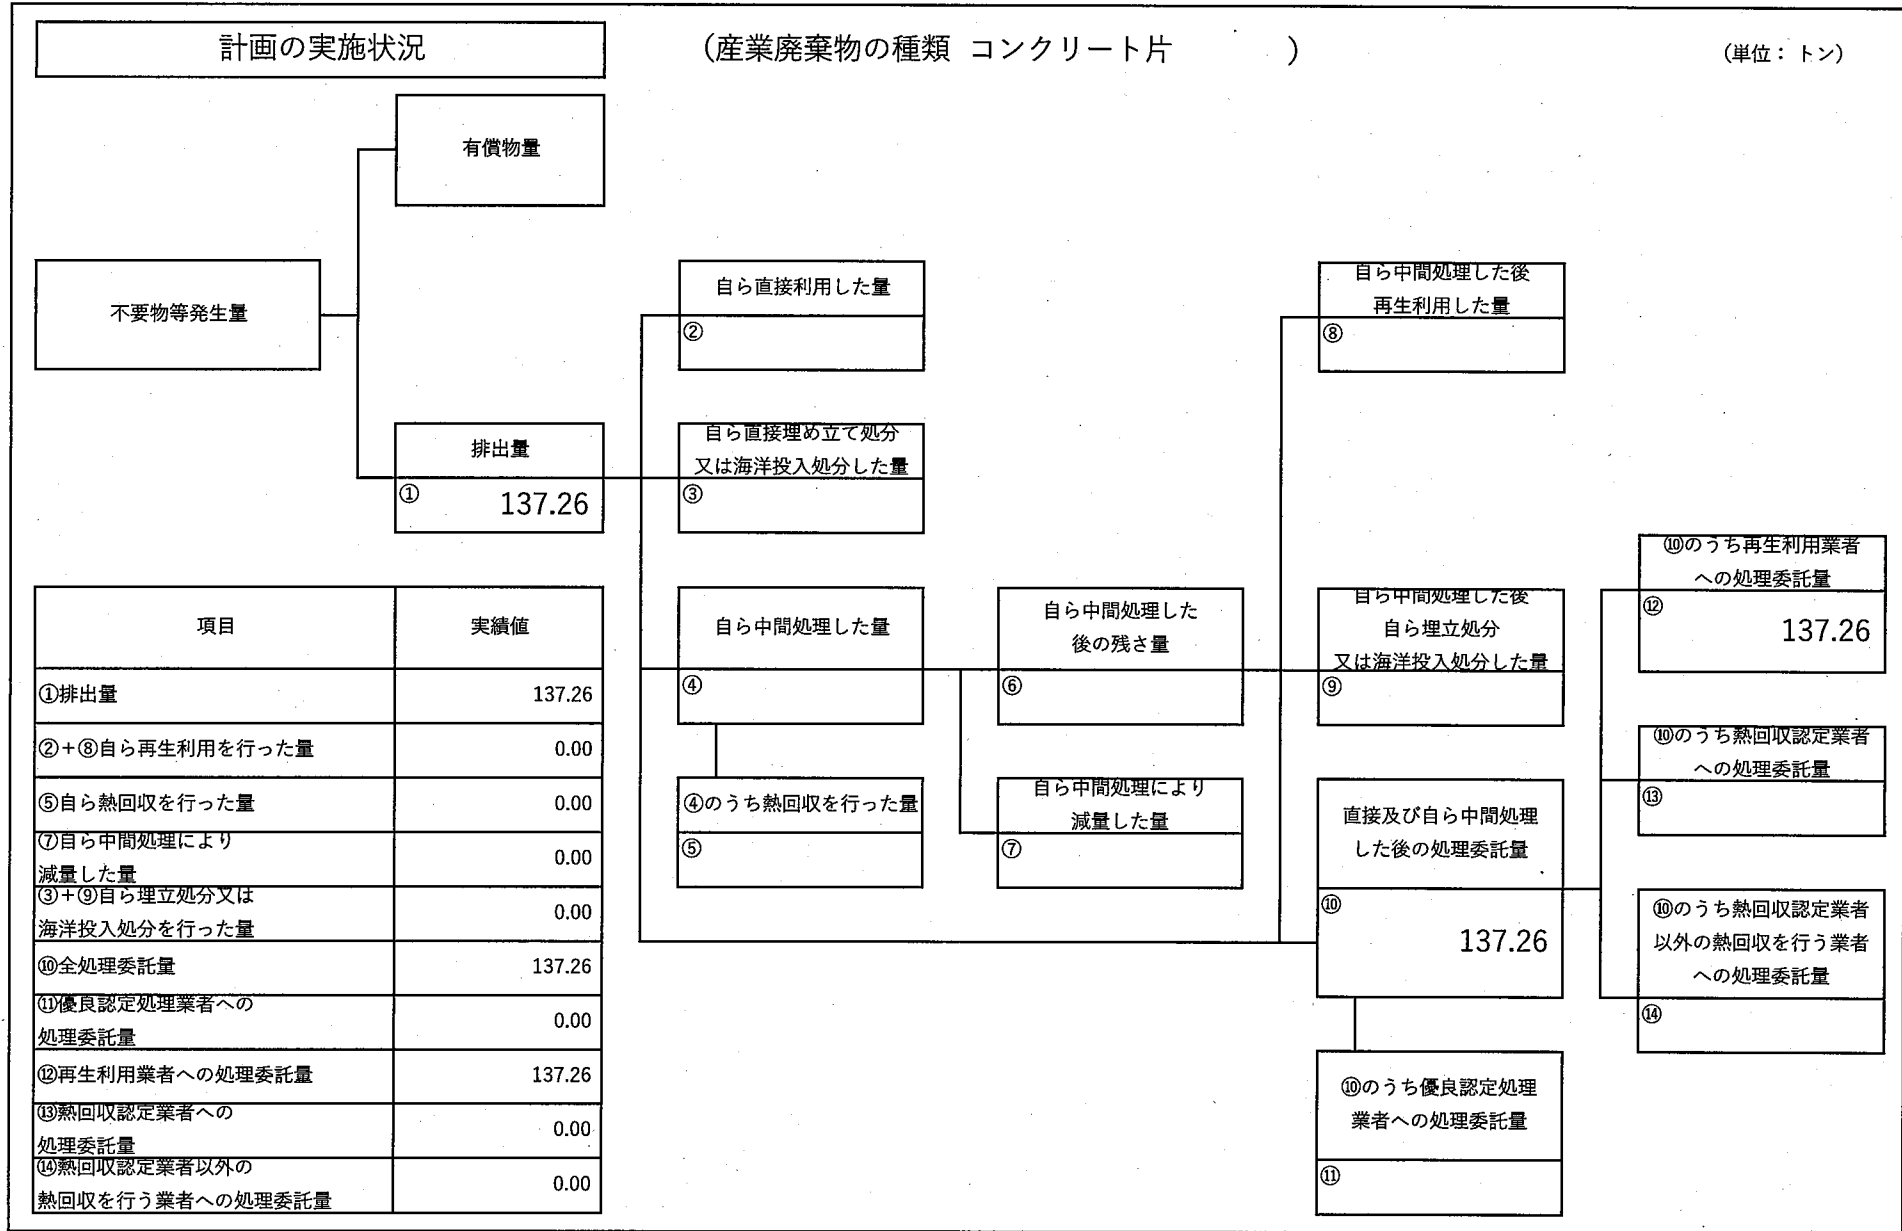 計画の実施状況
（産業廃棄物の種類 コンクリート片 ）
（単位：トン）
有償物量
不要物等発生量
自ら直接利用した量
②
自ら中間処理した後
再生利用した量
⑧
排出量
① 137.26
自ら直接埋め立て処分
又は海洋投入処分した量
③
⑩のうち再生利用業者
への処理委託量
⑫
137.26
自ら中間処理した量
④
自ら中間処理した
後の残さ量
⑥
自ら中間処理した後
自ら埋立処分
又は海洋投入処分した量
⑨
⑩のうち熱回収認定業者
への処理委託量
⑬
④のうち熱回収を行った量
⑤
自ら中間処理により
減量した量
⑦
直接及び自ら中間処理
した後の処理委託量
⑩
137.26
⑩のうち熱回収認定業者
以外の熱回収を行う業者
への処理委託量
⑭
⑩のうち優良認定処理
業者への処理委託量
⑪
項目 実績値
①排出量 137.26
②＋⑧自ら再生利用を行った量 0.00
⑤自ら熱回収を行った量 0.00
⑦自ら中間処理により
減量した量 0.00
③＋⑨自ら埋立処分又は
海洋投入処分を行った量 0.00
⑩全処理委託量 137.26
⑪優良認定処理業者への
処理委託量 0.00
⑫再生利用業者への処理委託量 137.26
⑬熱回収認定業者への
処理委託量 0.00
⑭熱回収認定業者以外の
熱回収を行う業者への処理委託量 0.00